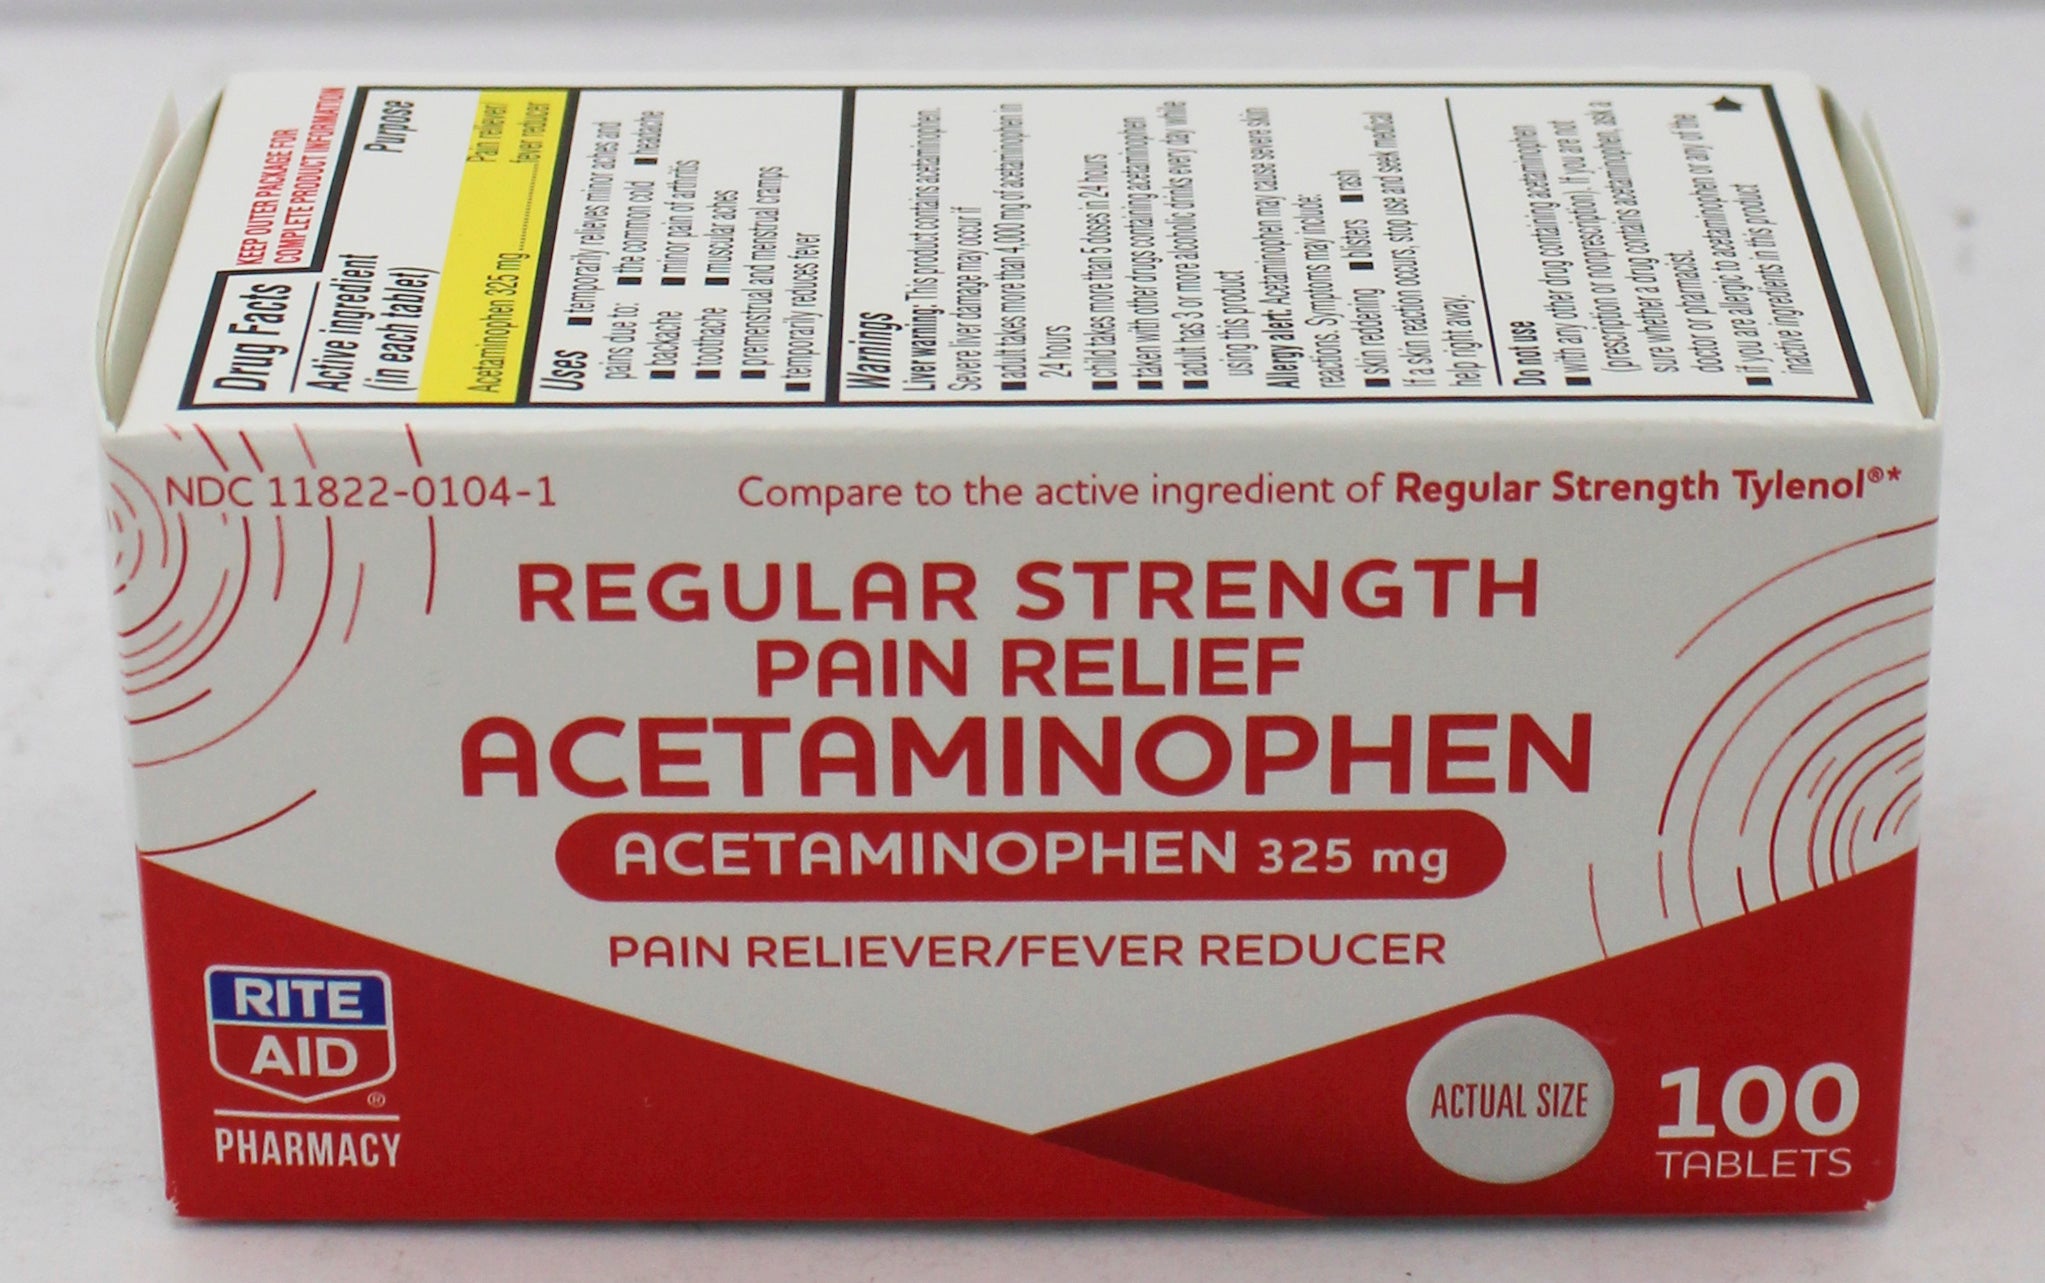 KEEP OUTER PACKAGE FOR
COMPLETE PRODUCT INFORMATION
Drug Facts
Active ingredient
(in each tablet)
Purpose
Acetaminophen 325 mg
Pain reliever
fever reducer
Uses
■ temporarily relieves minor aches and
pains due to: ■ the common cold ■ headache
■ backache ■ minor pain of arthritis
■ toothache ■ muscular aches
■ premenstrual and menstrual cramps
■ temporarily reduces fever
Warnings
Liver warning: This product contains acetaminophen.
Severe liver damage may occur if
■ adult takes more than 4,000 mg of acetaminophen in
24 hours
■ child takes more than 5 doses in 24 hours
■ taken with other drugs containing acetaminophen
■ adult has 3 or more alcoholic drinks every day while
using this product
Allergy alert: Acetaminophen may cause severe skin
reactions. Symptoms may include:
■ skin reddening ■ blisters ■ rash
If a skin reaction occurs, stop use and seek medical
help right away.
Do not use
■ with any other drug containing acetaminophen
(prescription or nonprescription). If you are not
sure whether a drug contains acetaminophen, ask a
doctor or pharmacist.
■ if you are allergic to acetaminophen or any of the
inactive ingredients in this product
NDC 11822-0104-1
Compare to the active ingredient of Regular Strength Tylenol®*
REGULAR STRENGTH
PAIN RELIEF
ACETAMINOPHEN
ACETAMINOPHEN 325 mg
PAIN RELIEVER/FEVER REDUCER
RITE
AID
®
PHARMACY
ACTUAL SIZE
100
TABLETS